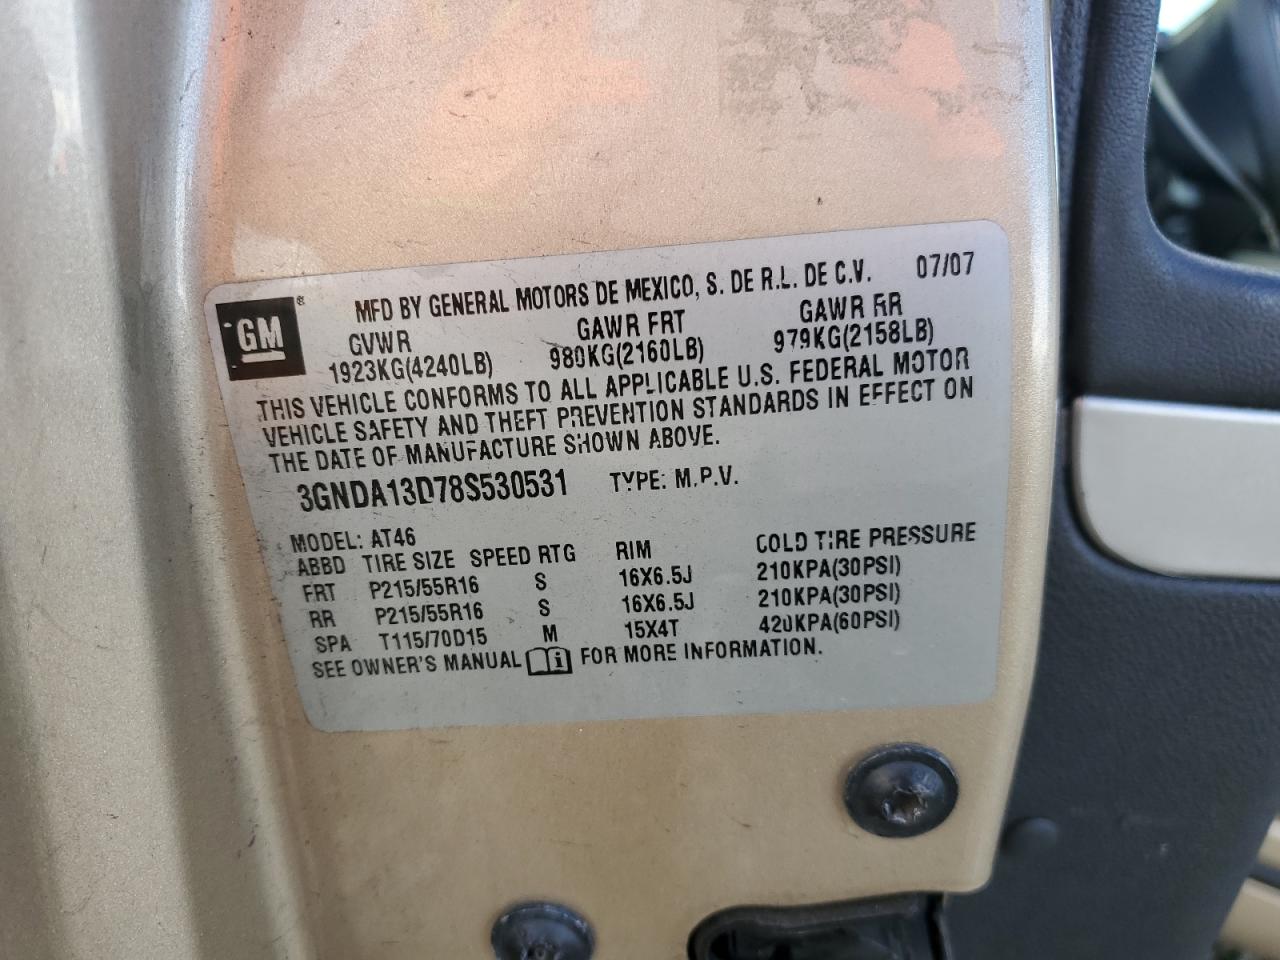 GM ® MFD BY GENERAL MOTORS DE MEXICO, S. DE R.L. DE C.V. 07/07
GVWR GAWR FRT GAWR RR
1923KG(4240LB) 980KG(2160LB) 979KG(2158LB)
THIS VEHICLE CONFORMS TO ALL APPLICABLE U.S. FEDERAL MOTOR
VEHICLE SAFETY AND THEFT PREVENTION STANDARDS IN EFFECT ON
THE DATE OF MANUFACTURE SHOWN ABOVE.
3GNDA13D78S530531 TYPE: M.P.V.
MODEL: AT46
ABBD TIRE SIZE SPEED RTG RIM COLD TIRE PRESSURE
FRT P215/55R16 S 16X6.5J 210KPA(30PSI)
RR P215/55R16 S 16X6.5J 210KPA(30PSI)
SPA T115/70D15 M 15X4T 420KPA(60PSI)
SEE OWNER'S MANUAL i FOR MORE INFORMATION.